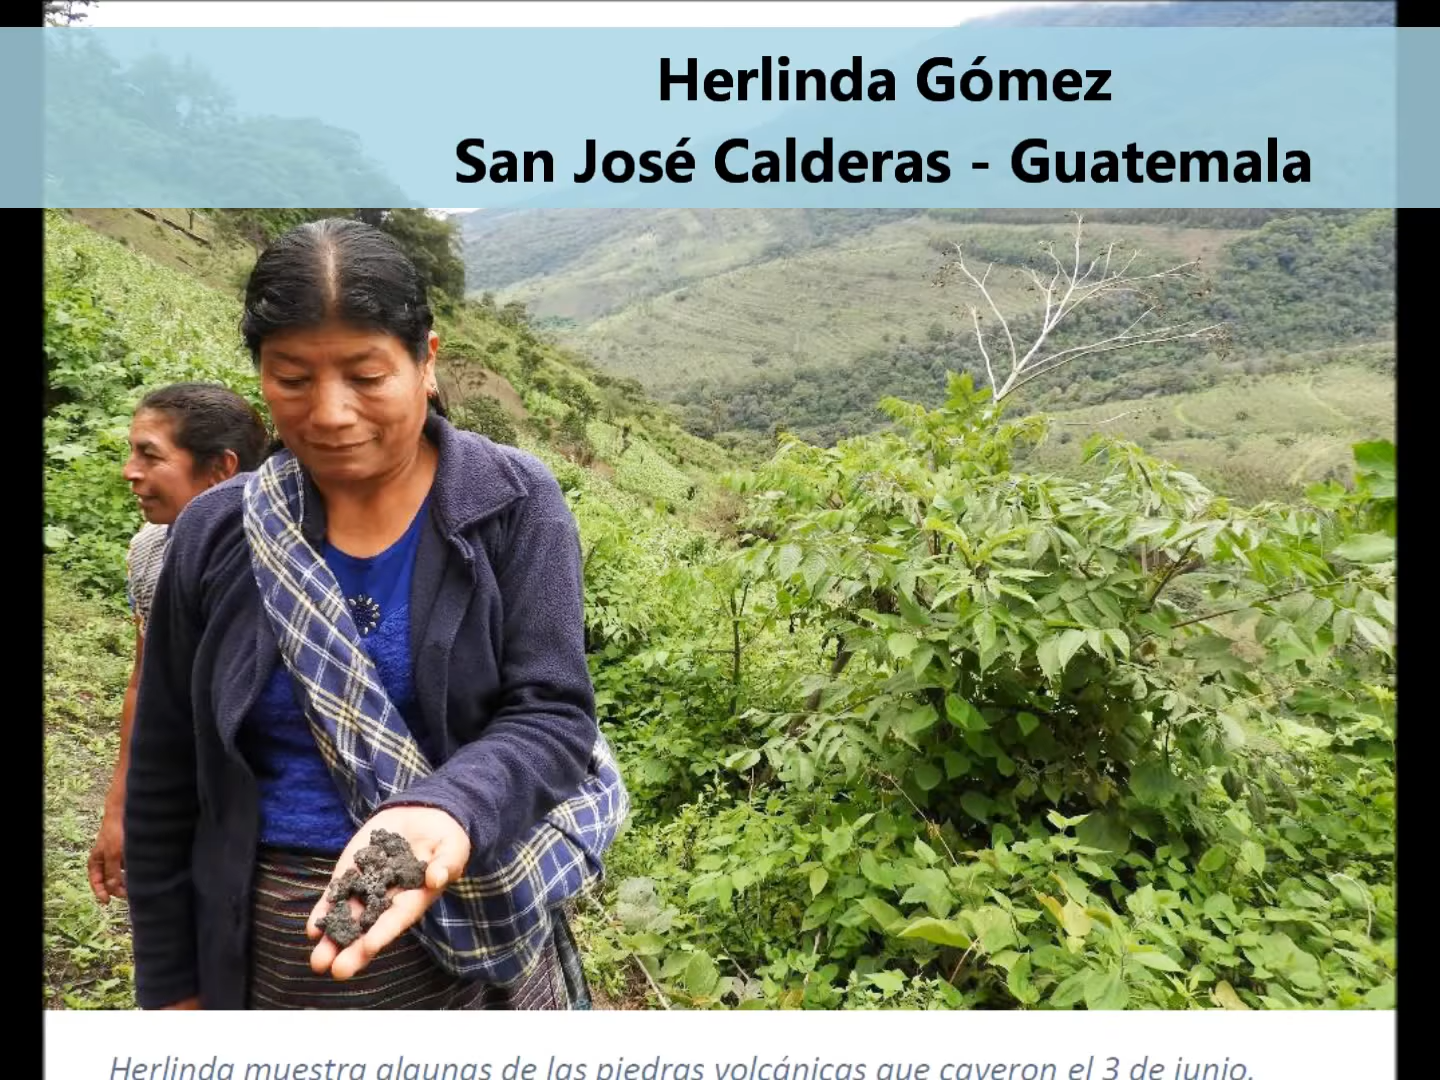 Herlinda Gómez
San José Calderas - Guatemala
Herlinda muestra algunas de las piedras volcánicas que cayeron el 3 de junio.